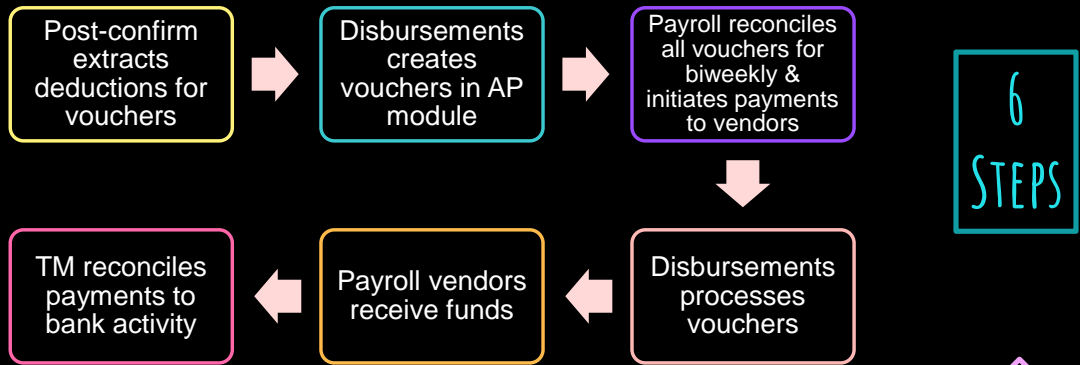 Post-confirm
extracts
deductions for
vouchers
Disbursements
creates
vouchers in AP
module
Payroll reconciles
all vouchers for
biweekly &
initiates payments
to vendors
6
Steps
TM reconciles
payments to
bank activity
Payroll vendors
receive funds
Disbursements
processes
vouchers